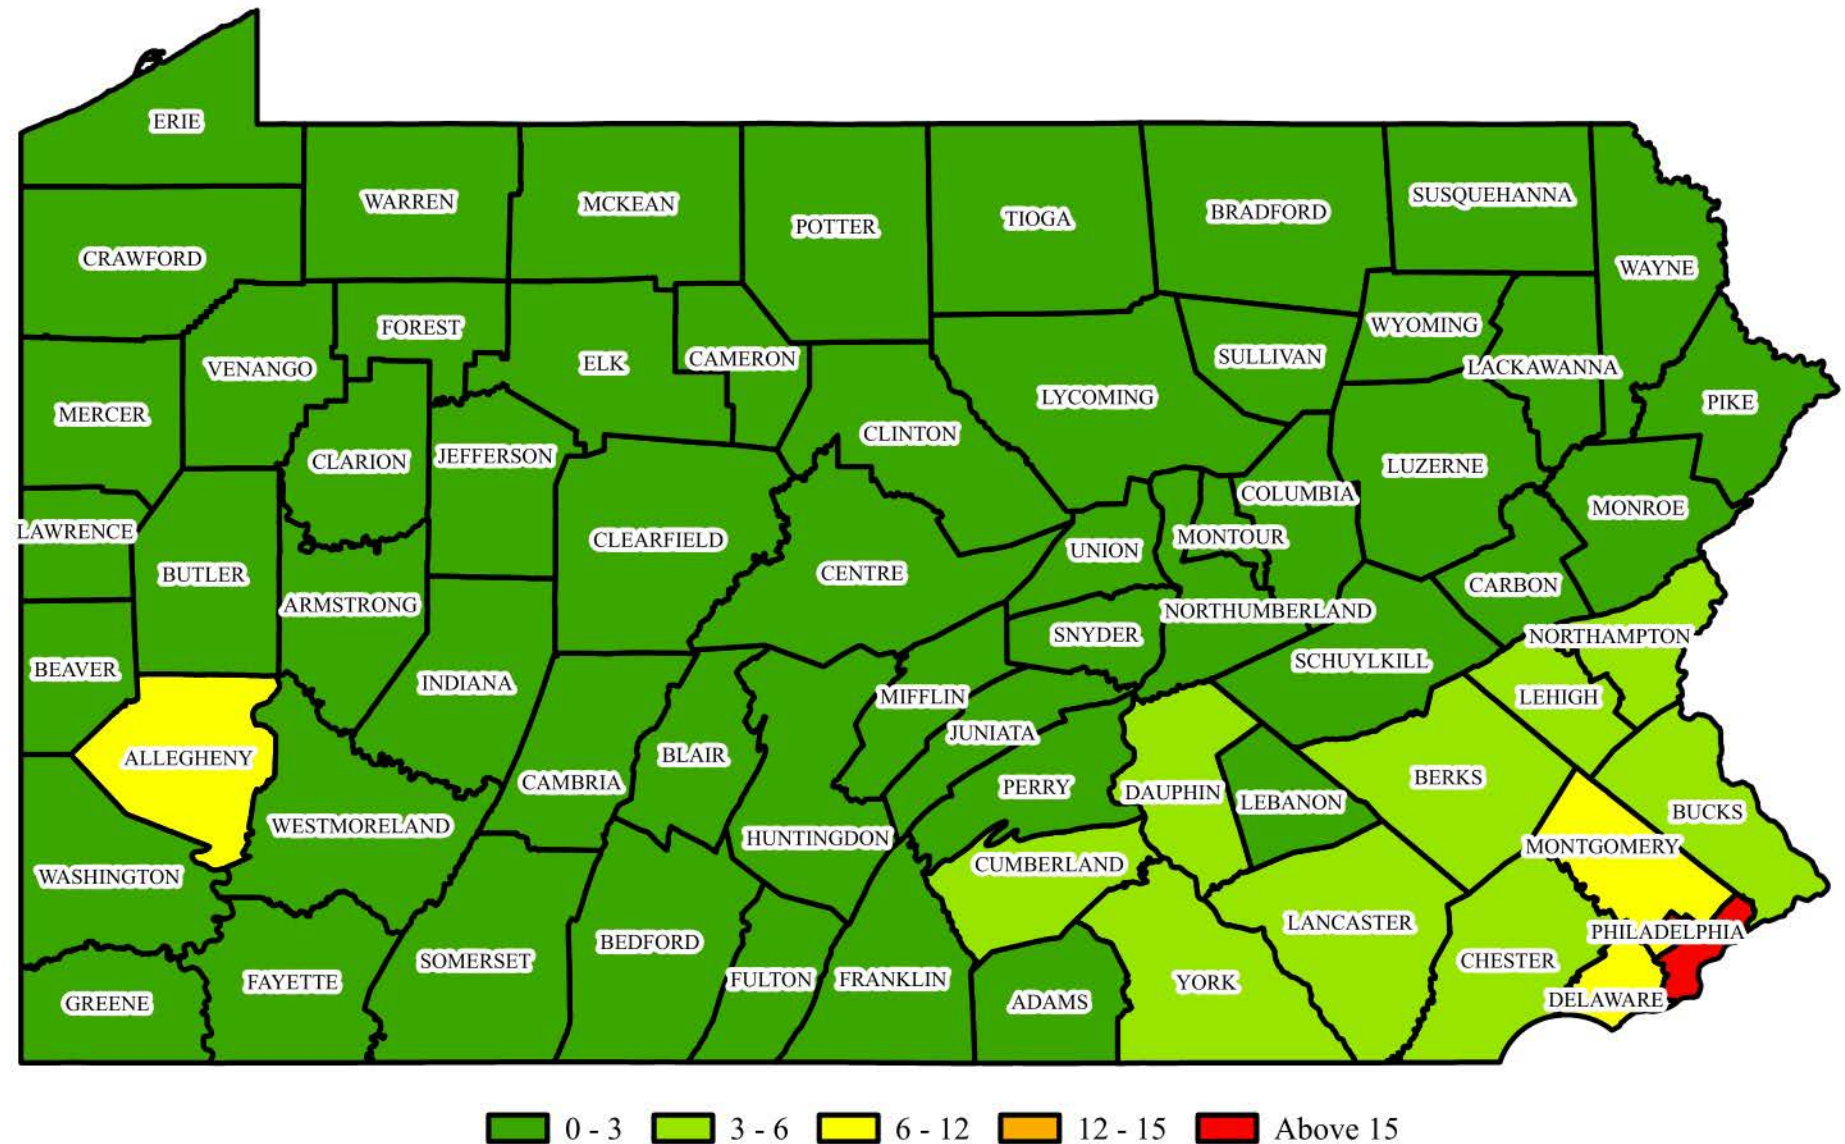 ERIE
WARREN
MCKEAN
POTTER
TIOGA
BRADFORD
SUSQUEHANNA
WAYNE
CRAWFORD
FOREST
VENANGO
ELK
CAMERON
SULLIVAN
WYOMING
LACKAWANNA
PIKE
MERCER
CLARION
JEFFERSON
CLINTON
LYCOMING
LUZERNE
COLUMBIA
MONROE
LAWRENCE
BUTLER
CLEARFIELD
CENTRE
UNION
MONTOUR
CARBON
ARMSTRONG
NORTHUMBERLAND
SNYDER
NORTHAMPTON
BEAVER
INDIANA
MIFFLIN
SCHUYLKILL
LEHIGH
ALLEGHENY
BLAIR
JUNIATA
CAMBRIA
PERRY
DAUPHIN
LEBANON
BERKS
BUCKS
WESTMORELAND
HUNTINGDON
MONTGOMERY
WASHINGTON
CUMBERLAND
LANCASTER
PHILADELPHIA
BEDFORD
SOMERSET
CHESTER
GREENE
FAYETTE
FULTON
FRANKLIN
ADAMS
YORK
DELAWARE
0 - 3
3 - 6
6 - 12
12 - 15
Above 15